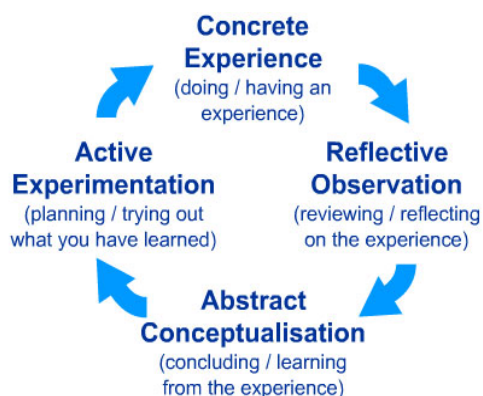 Concrete
Experience
(doing / having an
experience)
Reflective
Observation
(reviewing / reflecting
on the experience)
Abstract
Conceptualisation
(concluding / learning
from the experience)
Active
Experimentation
(planning / trying out
what you have learned)